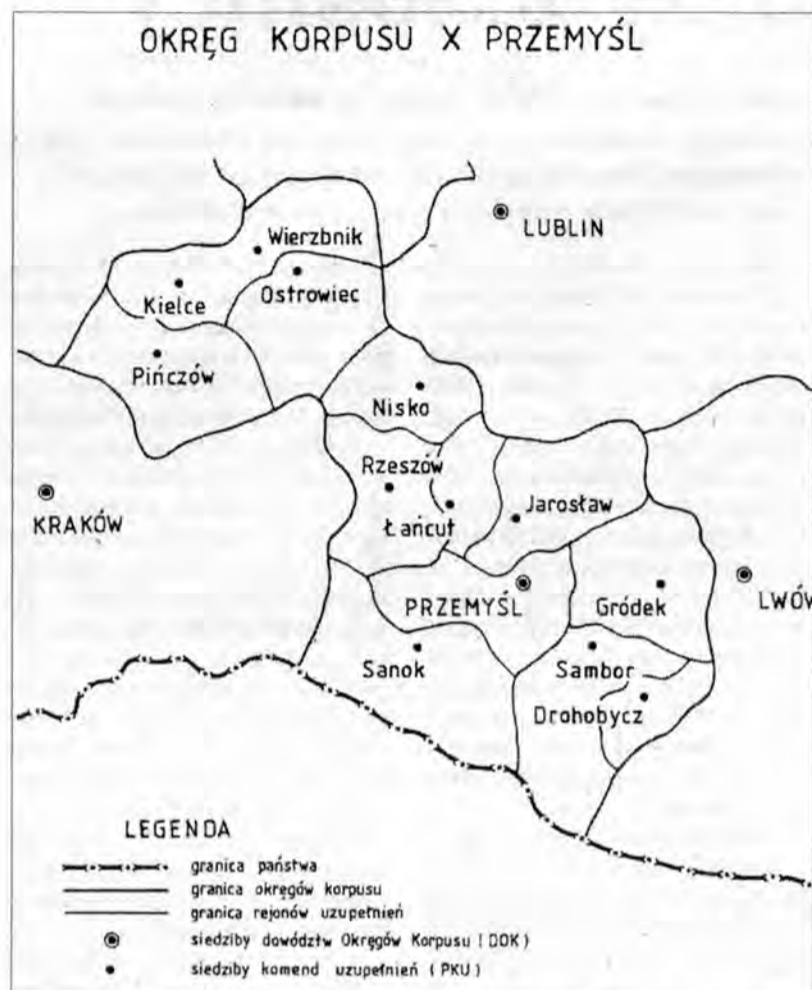 OKRĘG KORPUSU X PRZEMYŚL
LUBLIN
Wierzbnik
Ostrowiec
Kielce
Pińczów
Nisko
Rzeszów
Jarosław
Łańcut
KRAKÓW
LWÓW
PRZEMYŚL
Gródek
Sanok
Sambor
Drohobycz
LEGENDA
granica państwa
granica okręgów korpusu
granica rejonów uzupełnień
siedziby dowództw Okręgów Korpusu (DOK)
siedziby komend uzupełnień (PKU)